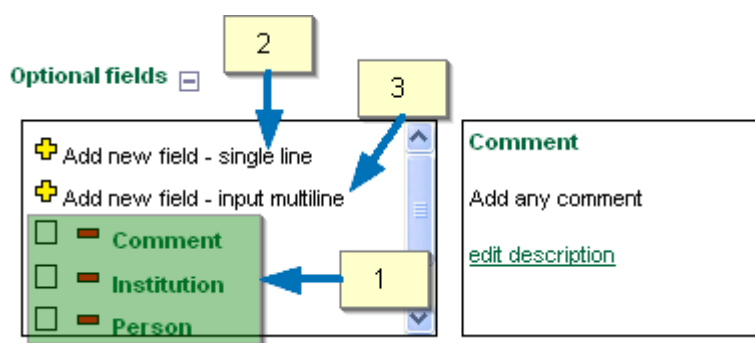 2
Optional fields
3
Add new field - single line
Add new field - input multiline
Comment
Institution
1
Person
Comment
Add any comment
edit description